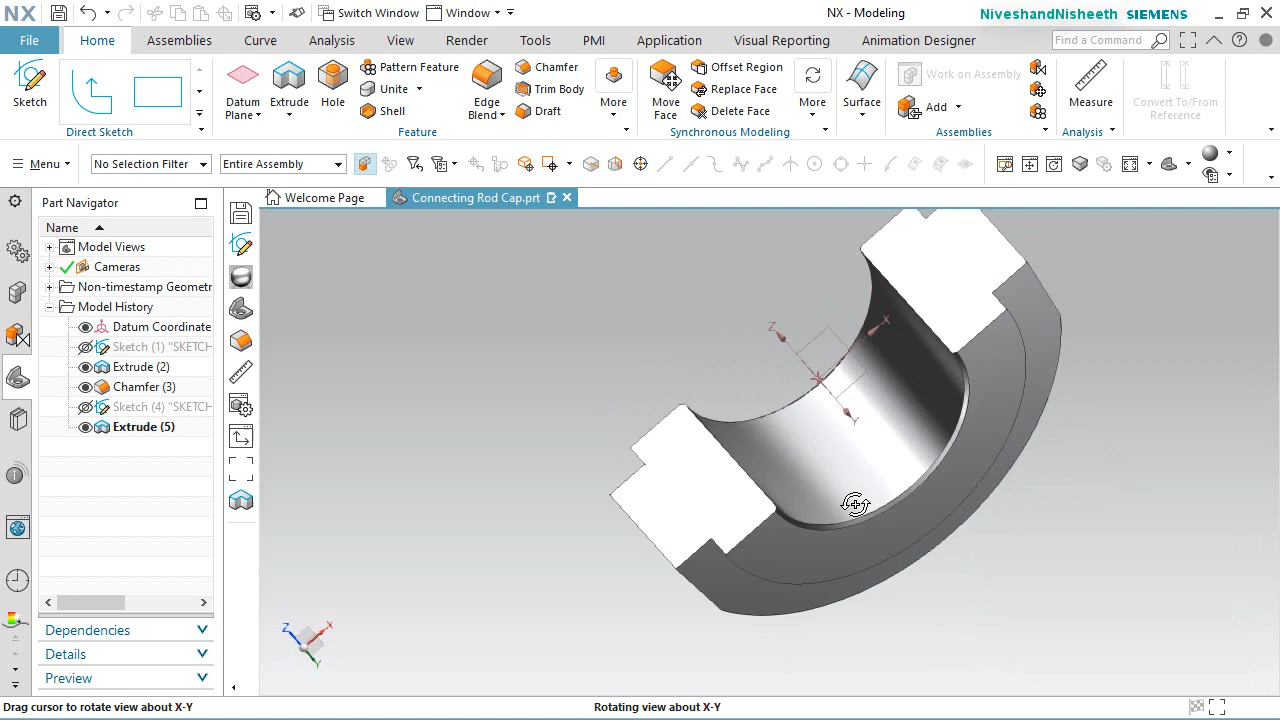 NX
Switch Window
Window
NX - Modeling
NiveshandNisheeth
SIEMENS
File
Home
Assemblies
Curve
Analysis
View
Render
Tools
PMI
Application
Visual Reporting
Animation Designer
Find a Command
Sketch
Direct Sketch
Datum
Plane
Extrude
Hole
Pattern Feature
Unite
Shell
Edge
Blend
Chamfer
Trim Body
Draft
More
Feature
Move
Face
Offset Region
Replace Face
Delete Face
More
Synchronous Modeling
Surface
Work on Assembly
Add
Assemblies
Measure
Analysis
Convert To/From
Reference
Menu
No Selection Filter
Entire Assembly
Part Navigator
Welcome Page
Connecting Rod Cap.prt
Name
Model Views
Cameras
Non-timestamp Geometr
Model History
Datum Coordinate
Sketch (1) "SKETCH
Extrude (2)
Chamfer (3)
Sketch (4) "SKETCH
Extrude (5)
Z
X
Y
Z
X
Y
Dependencies
Details
Preview
Drag cursor to rotate view about X-Y
Rotating view about X-Y